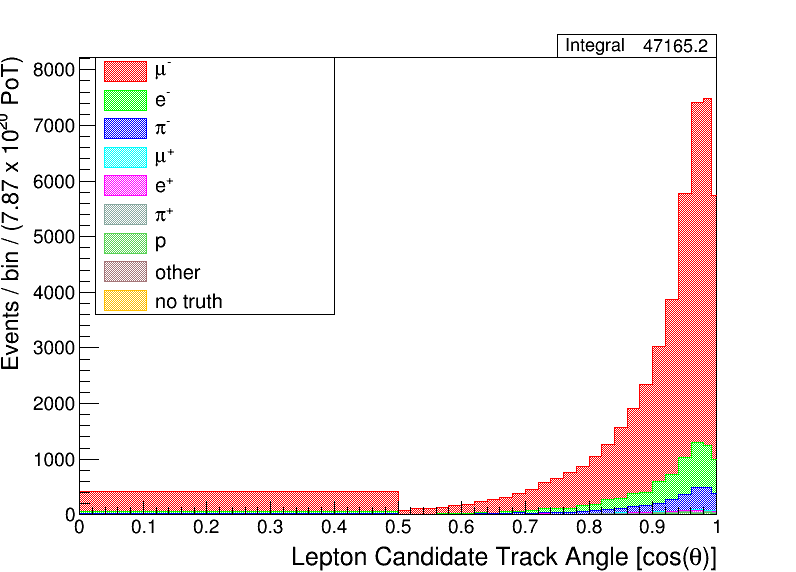 Integral 47165.2
Events / bin / (7.87 x 10²⁰ PoT)
8000
7000
6000
5000
4000
3000
2000
1000
0
μ⁻
e⁻
π⁻
μ⁺
e⁺
π⁺
p
other
no truth
0 0.1 0.2 0.3 0.4 0.5 0.6 0.7 0.8 0.9 1
Lepton Candidate Track Angle [cos(θ)]